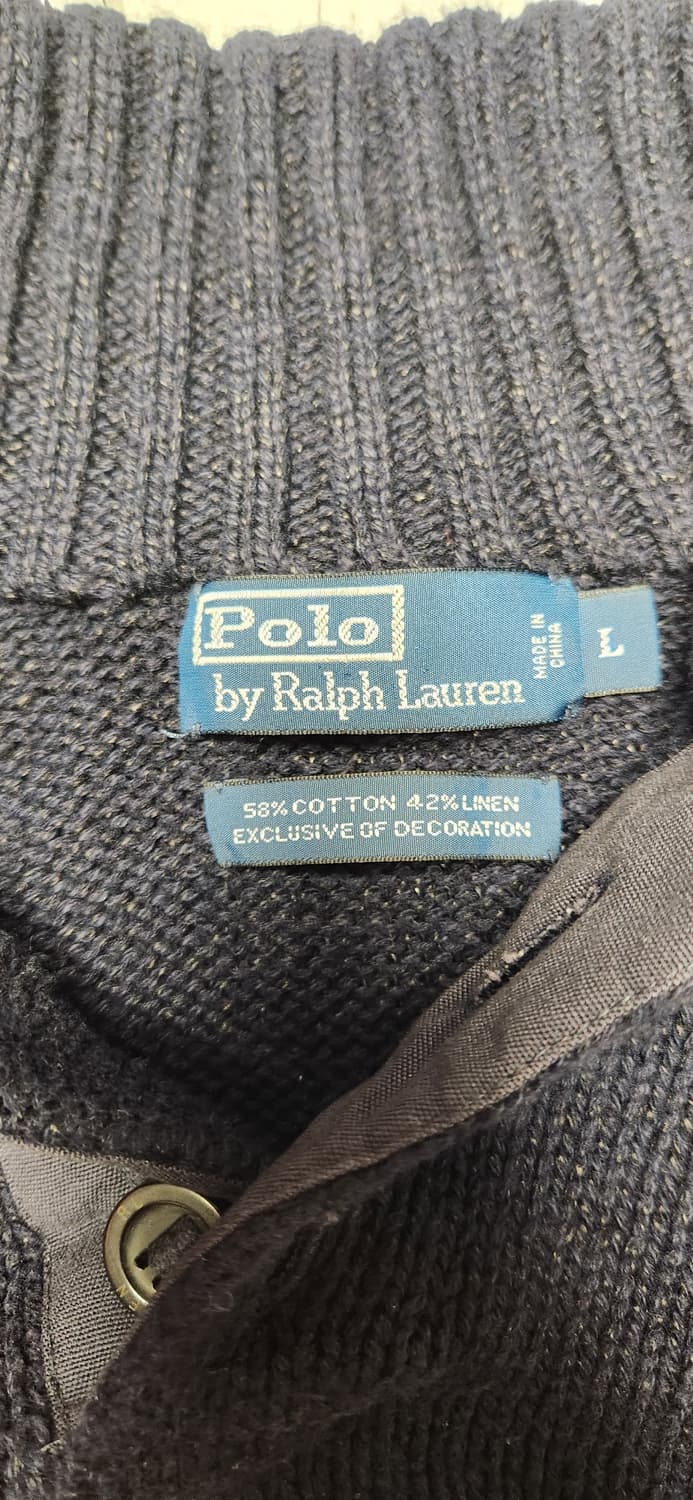 Polo
by Ralph Lauren
MADE IN
CHINA
L
58% COTTON 42% LINEN
EXCLUSIVE OF DECORATION